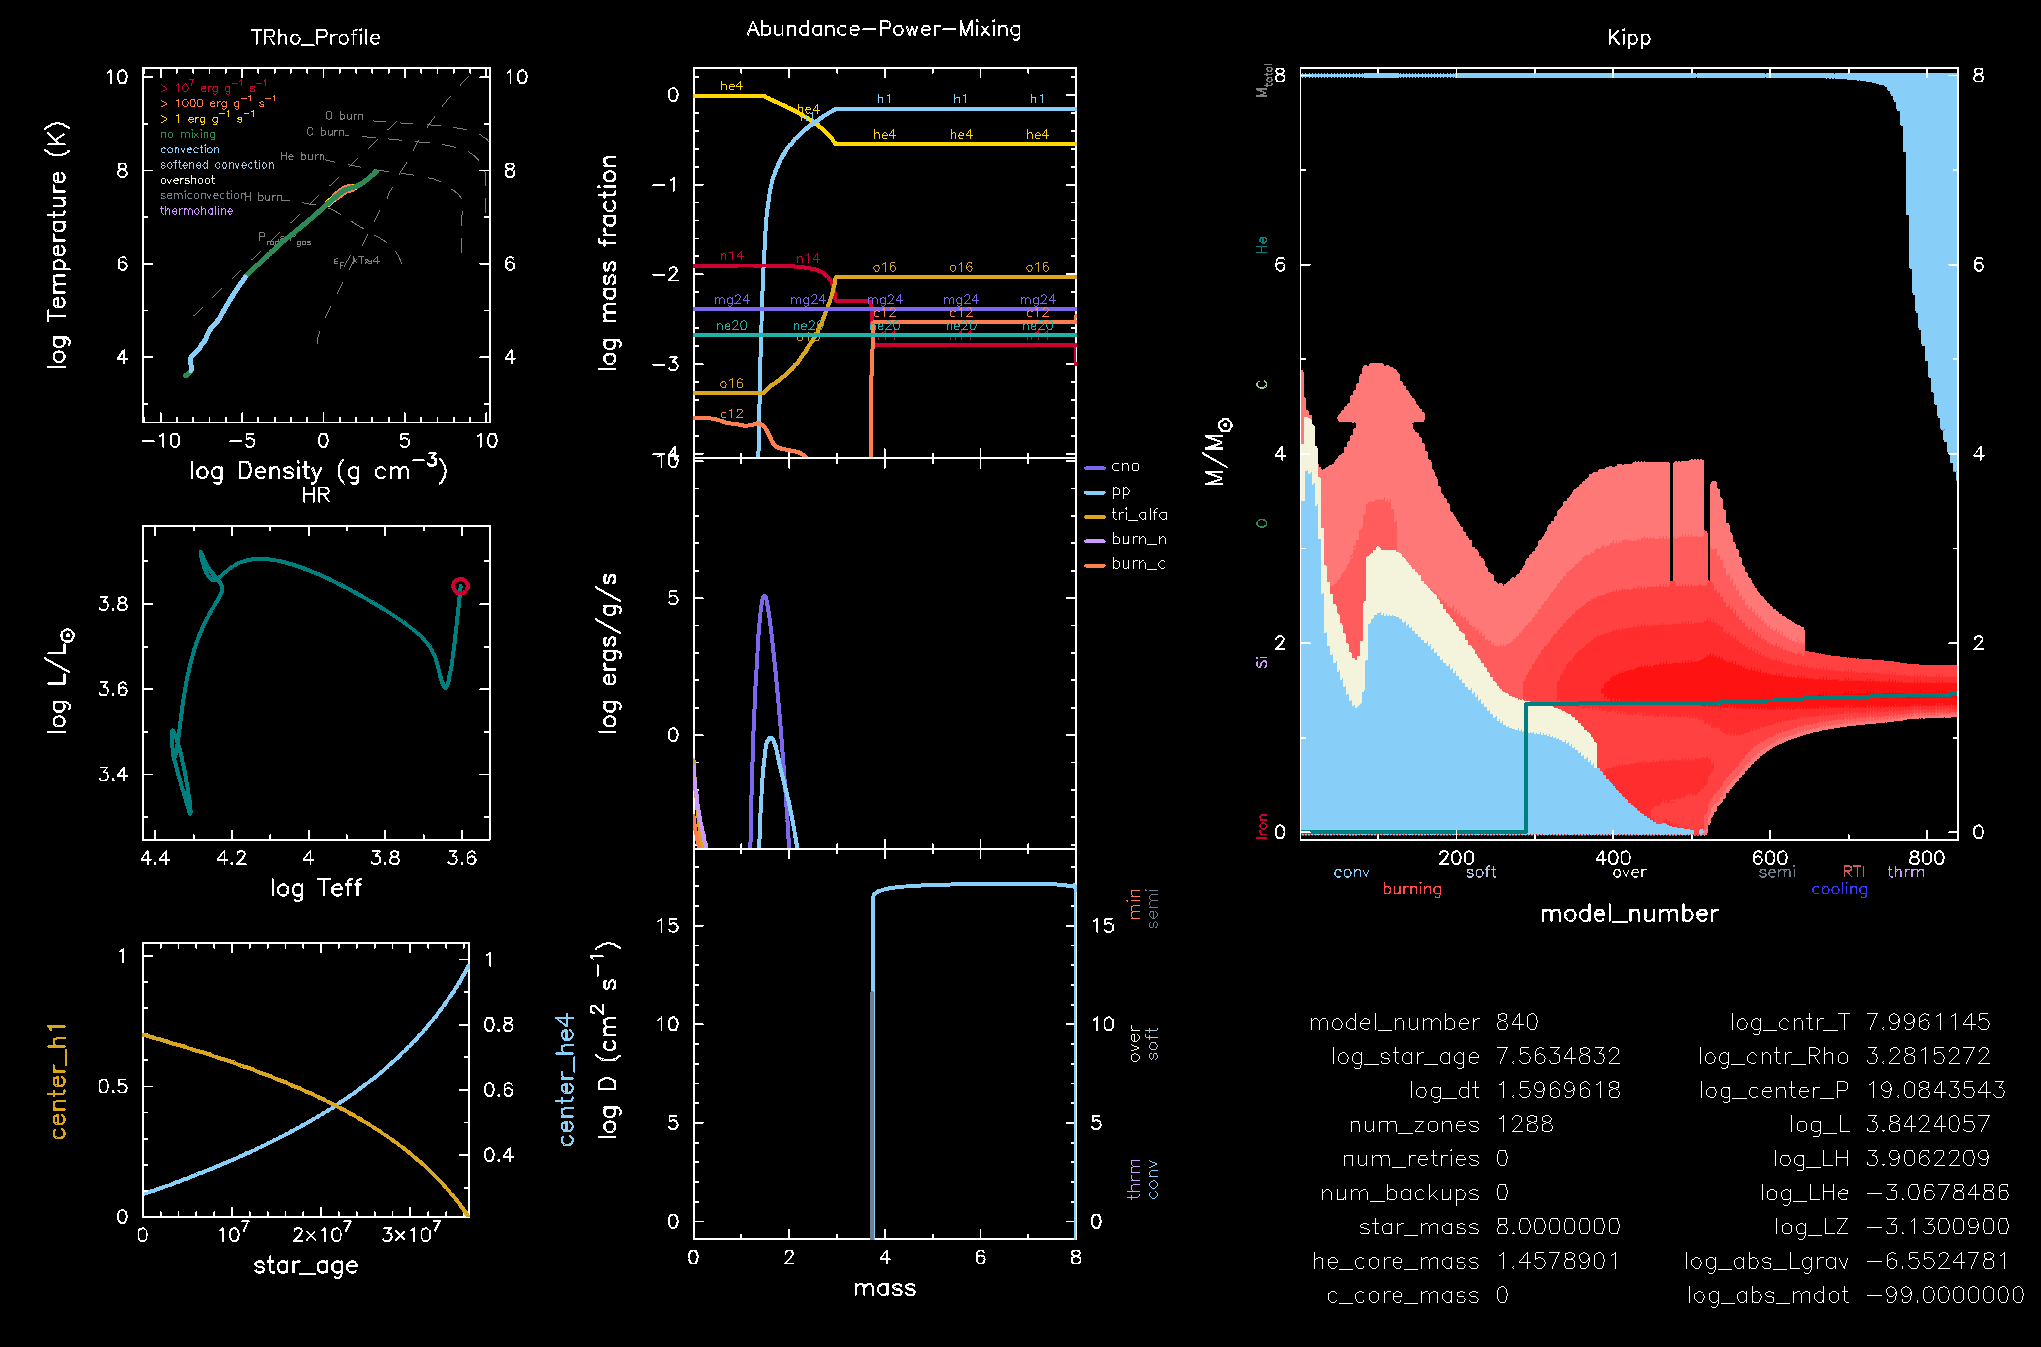 TRho_Profile
10
8
6
4
10
8
6
4
> 10⁷ erg g⁻¹ s⁻¹
> 1000 erg g⁻¹ s⁻¹
> 1 erg g⁻¹ s⁻¹
no mixing
convection
softened convection
overshoot
semiconvection
thermohaline
O burn
C burn
He burn
H burn
log Temperature (K)
−10 −5 0 5 10
log Density (g cm⁻³)
HR
3.8
3.6
3.4
log L/L☉
4.4 4.2 4 3.8 3.6
log Teff
1
0.5
0
1
0.8
0.6
0.4
center_h1
center_he4
0 10⁷ 2×10⁷ 3×10⁷
star_age
Abundance−Power−Mixing
0
−1
−2
−3
−4
log mass fraction
he4
he4
h1 h1 h1
he4 he4 he4
n14 n14
o16 o16 o16
mg24 mg24 mg24 mg24 mg24
c12 c12 c12
ne20 ne20 ne20 ne20 ne20
o16
c12
10
5
0
log ergs/g/s
cno
pp
tri_alfa
burn_n
burn_c
15
10
5
0
15
10
5
0
log D (cm² s⁻¹)
min
semi
over
soft
thrm
conv
0 2 4 6 8
mass
Kipp
8
6
4
2
0
8
6
4
2
0
M/M☉
Mtotal
He
C
O
Si
Iron
200 400 600 800
conv soft over semi RTI thrm
burning cooling
model_number
model_number 840 log_cntr_T 7.9961145
log_star_age 7.5634832 log_cntr_Rho 3.2815272
log_dt 1.5969618 log_center_P 19.0843543
num_zones 1288 log_L 3.8424057
num_retries 0 log_LH 3.9062209
num_backups 0 log_LHe −3.0678486
star_mass 8.0000000 log_LZ −3.1300900
he_core_mass 1.4578901 log_abs_Lgrav −6.5524781
c_core_mass 0 log_abs_mdot −99.0000000